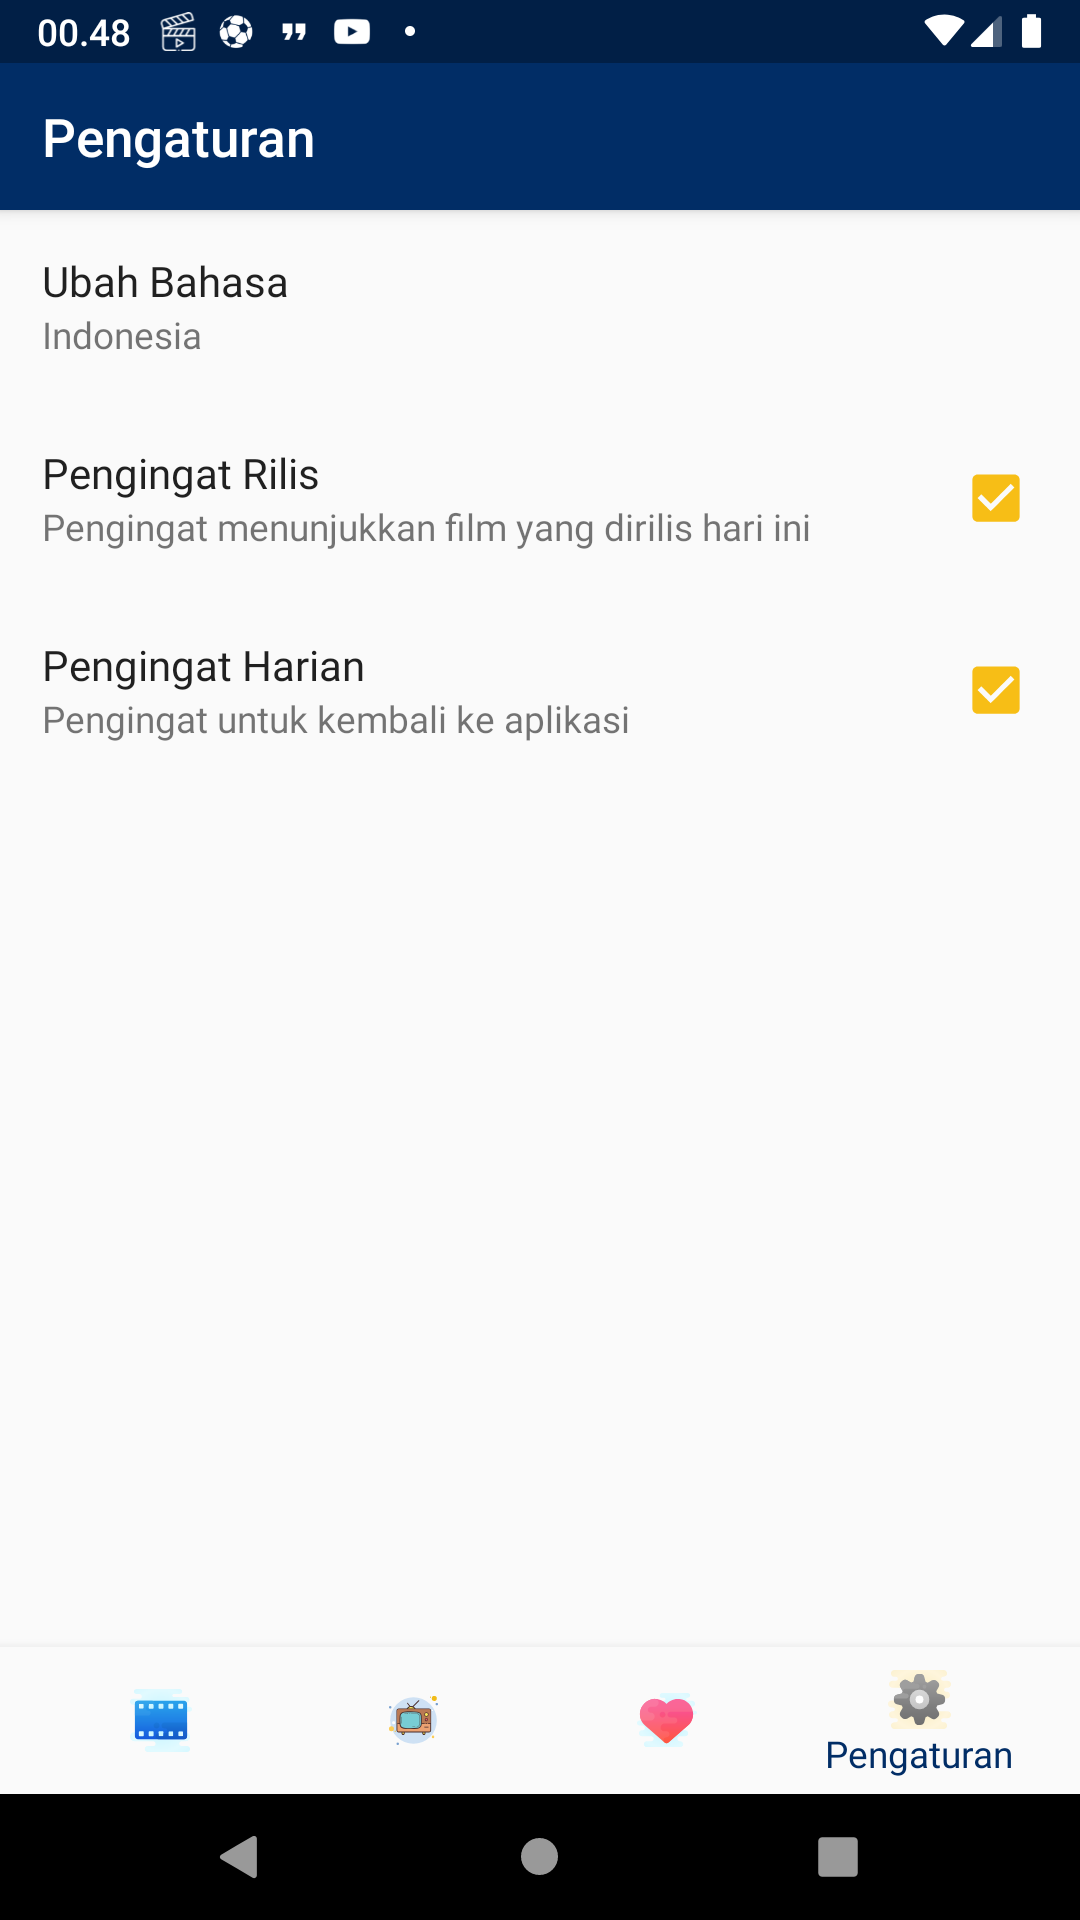 00.48
Pengaturan
Ubah Bahasa
Indonesia
Pengingat Rilis
Pengingat menunjukkan film yang dirilis hari ini
Pengingat Harian
Pengingat untuk kembali ke aplikasi
Pengaturan